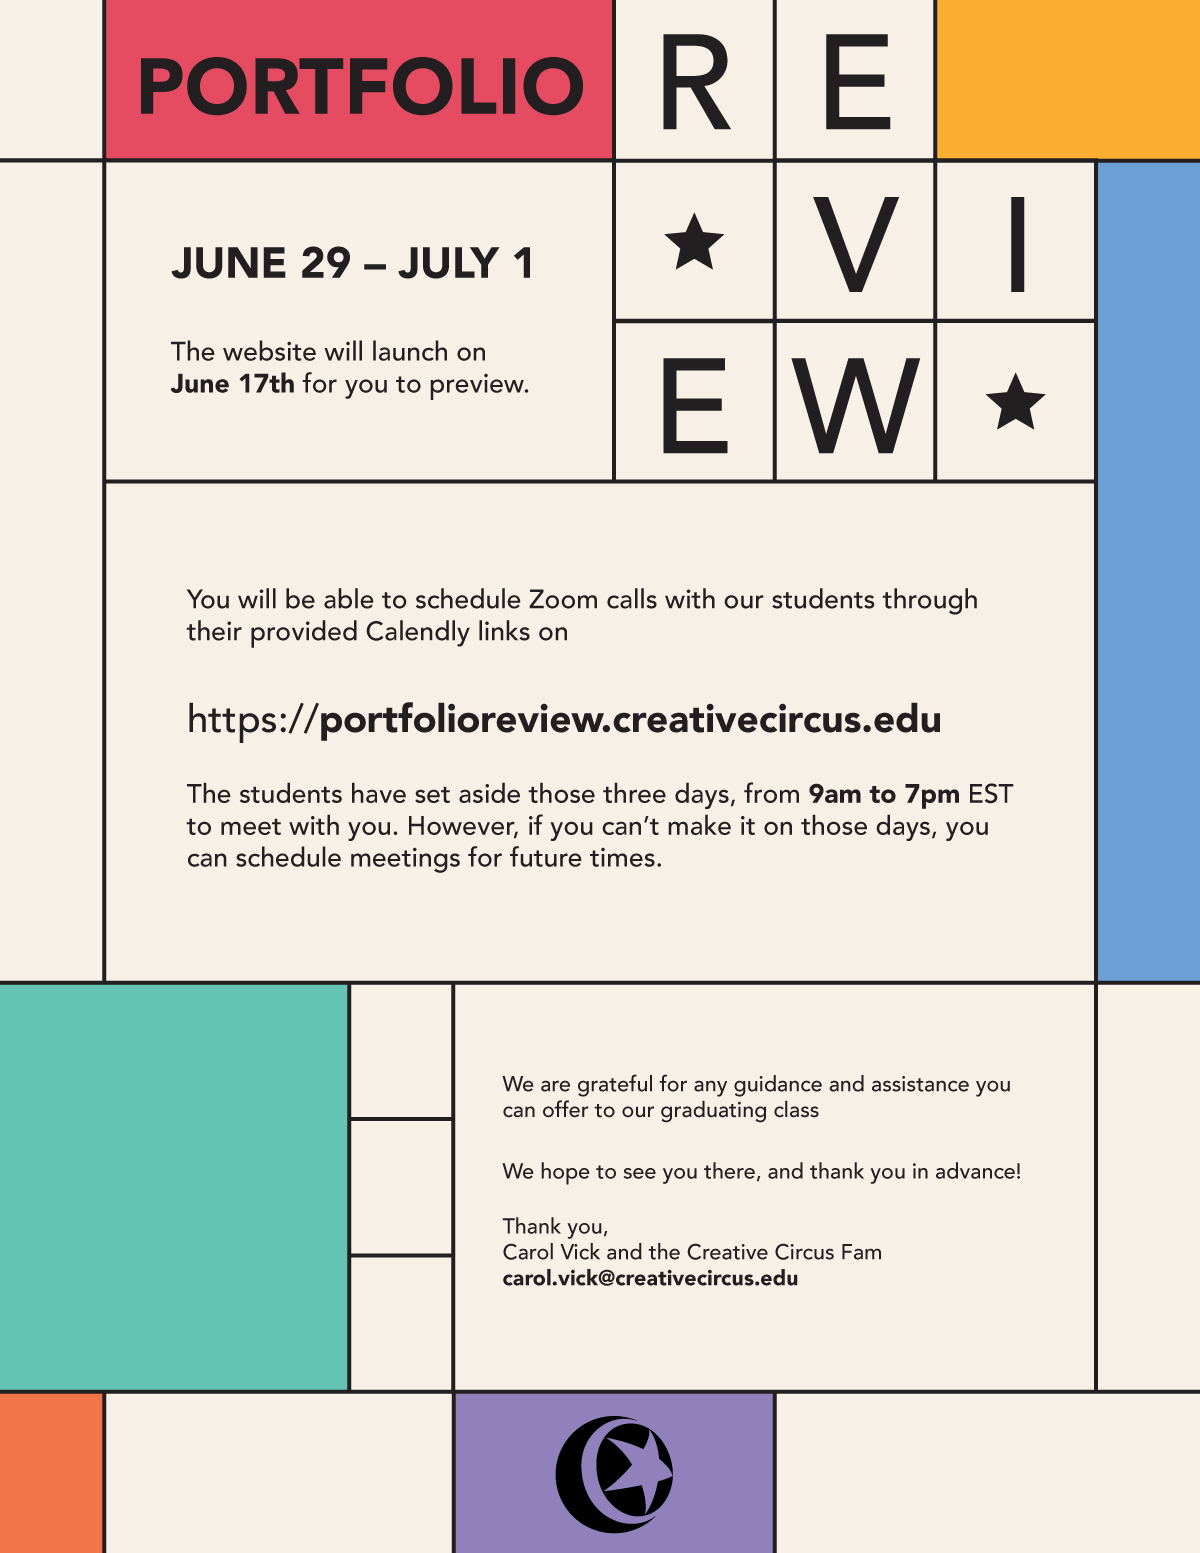 PORTFOLIO
R E
★ V I
E W ★
JUNE 29 – JULY 1
The website will launch on
June 17th for you to preview.
You will be able to schedule Zoom calls with our students through
their provided Calendly links on
https://portfolioreview.creativecircus.edu
The students have set aside those three days, from 9am to 7pm EST
to meet with you. However, if you can’t make it on those days, you
can schedule meetings for future times.
We are grateful for any guidance and assistance you
can offer to our graduating class
We hope to see you there, and thank you in advance!
Thank you,
Carol Vick and the Creative Circus Fam
carol.vick@creativecircus.edu